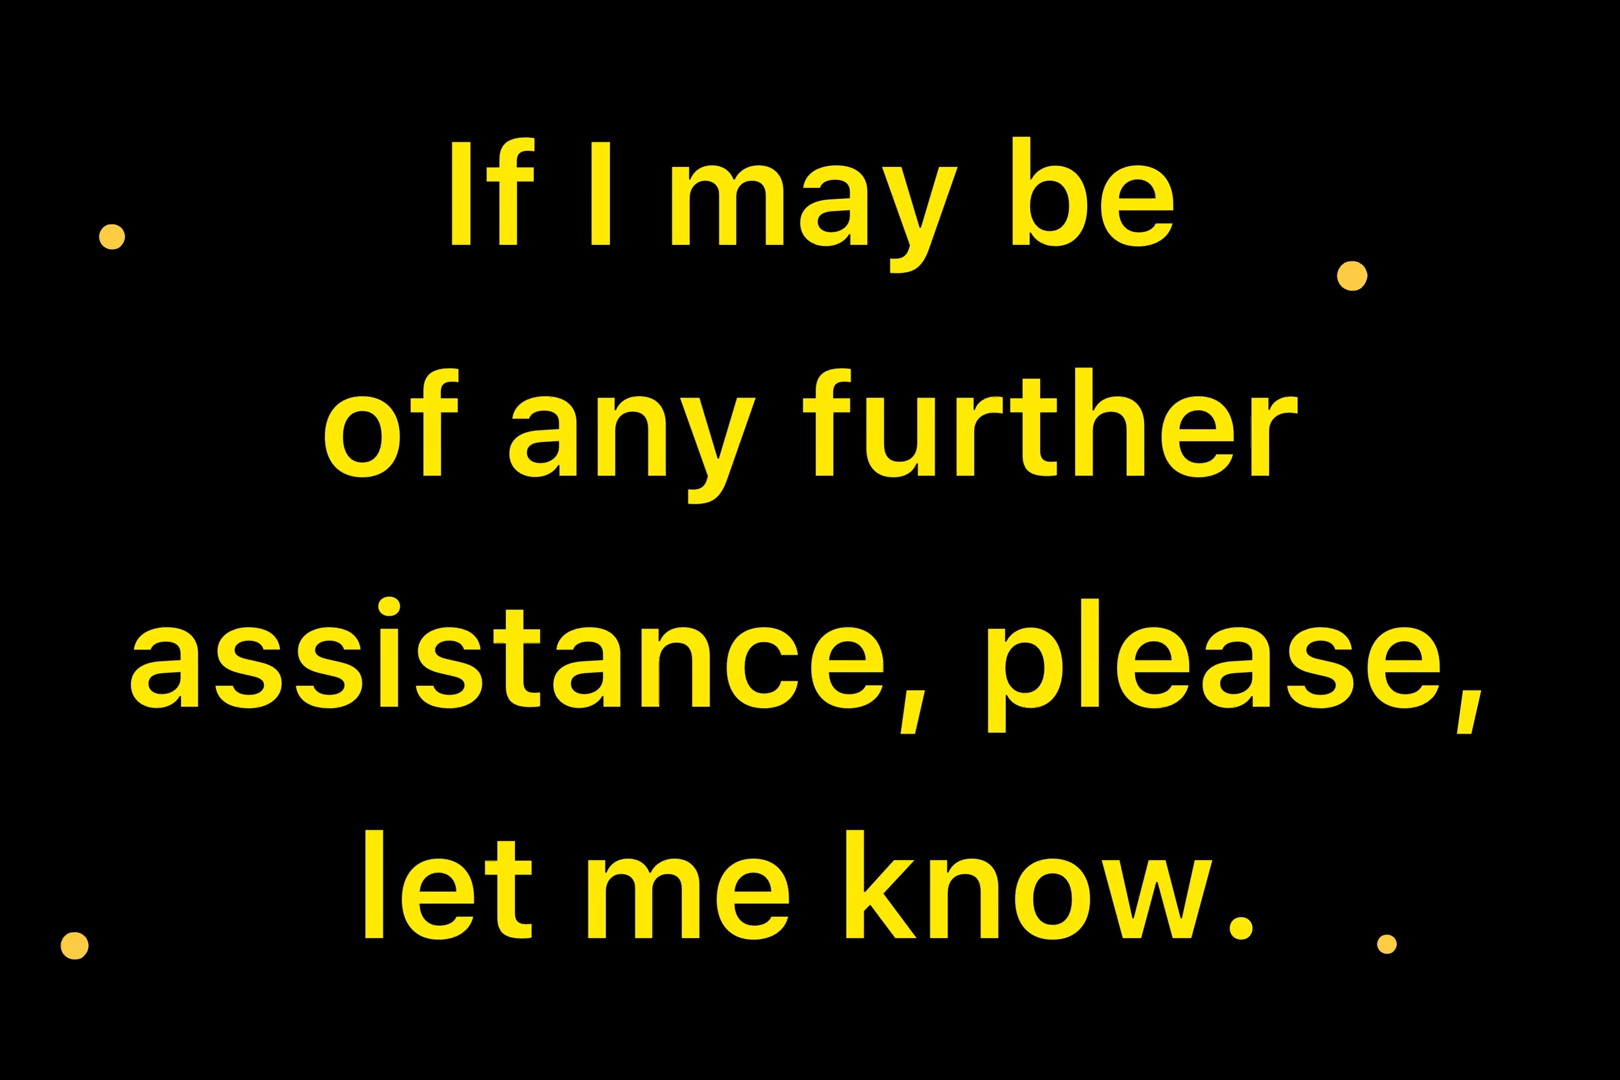 If I may be
of any further
assistance, please,
let me know.